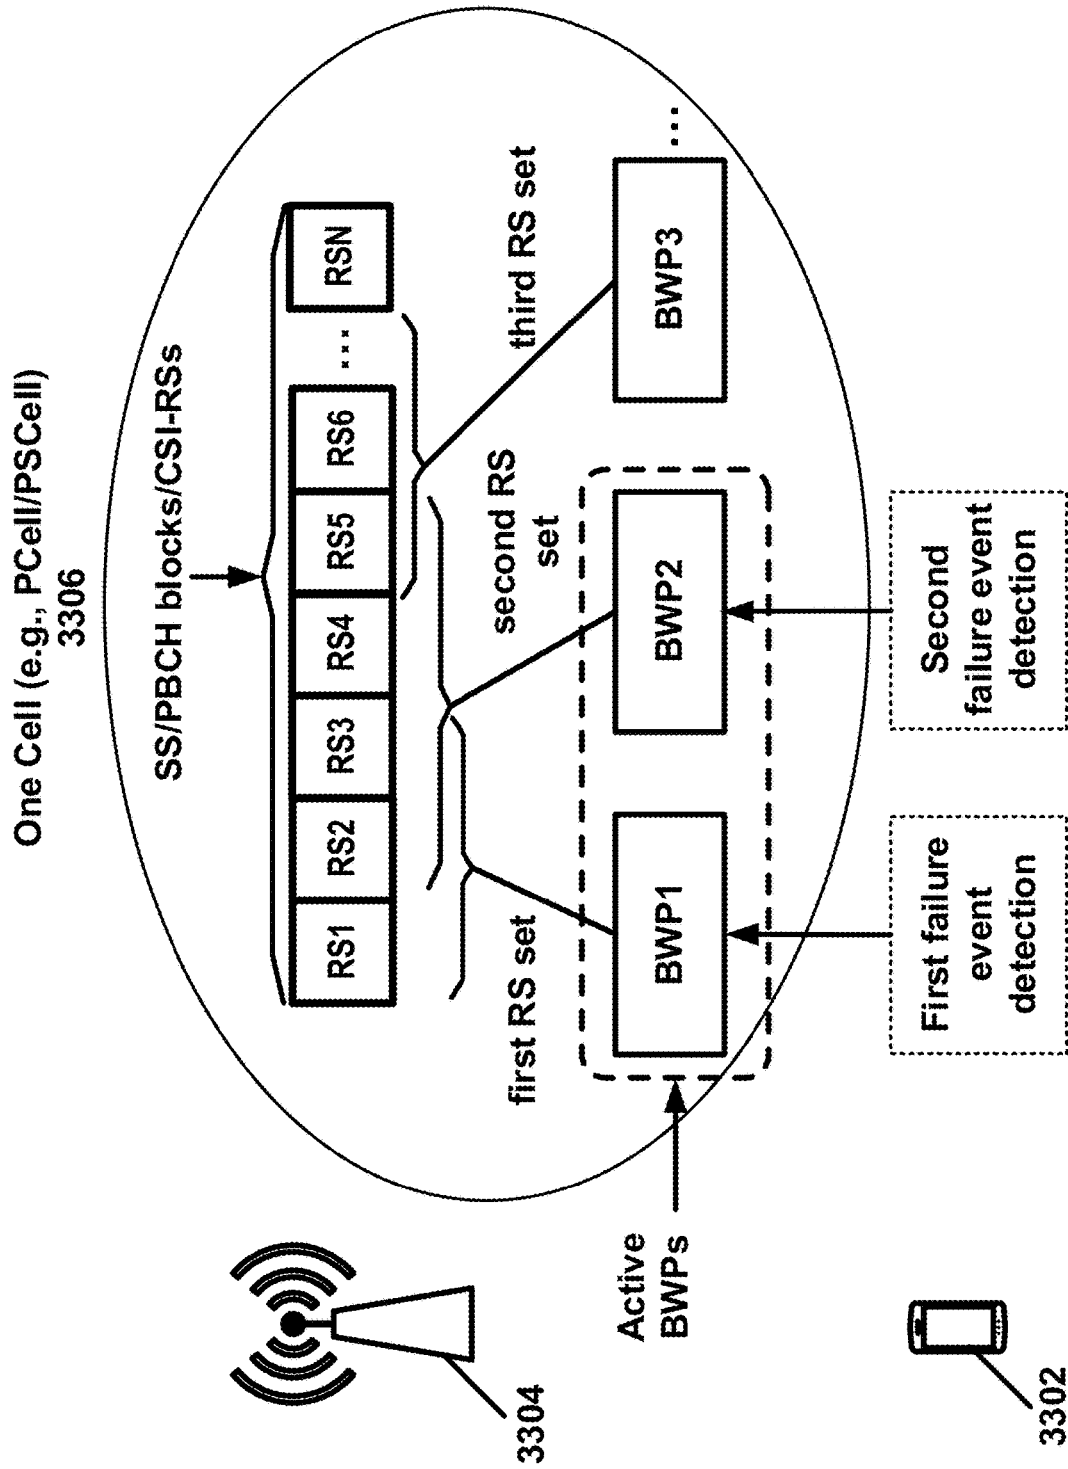 One Cell (e.g., PCell/PSCell)
3306
SS/PBCH blocks/CSI-RSs
RS1
RS2
RS3
RS4
RS5
RS6
...
RSN
first RS set
second RS
set
third RS set
Active
BWPs
BWP1
BWP2
BWP3
...
First failure
event
detection
Second
failure event
detection
3304
3302